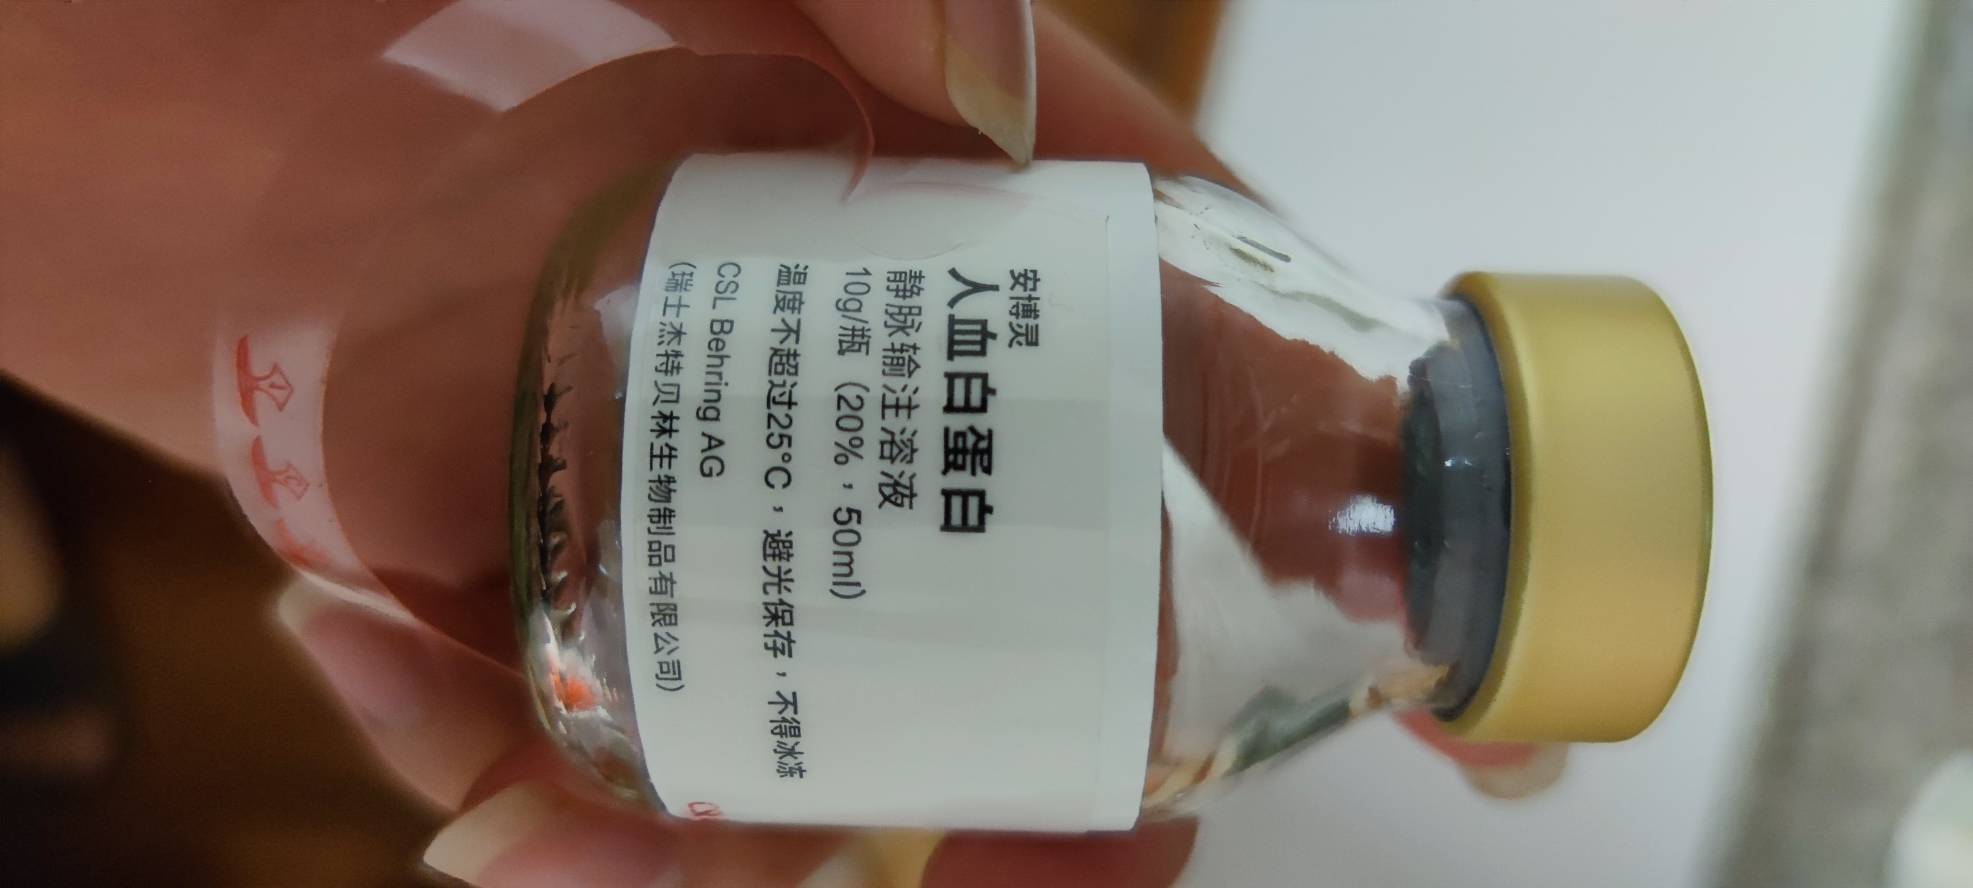 安博灵
人血白蛋白
静脉输注溶液
10g/瓶（20%，50ml）
温度不超过25°C，避光保存，不得冰冻
CSL Behring AG
（瑞士杰特贝林生物制品有限公司）